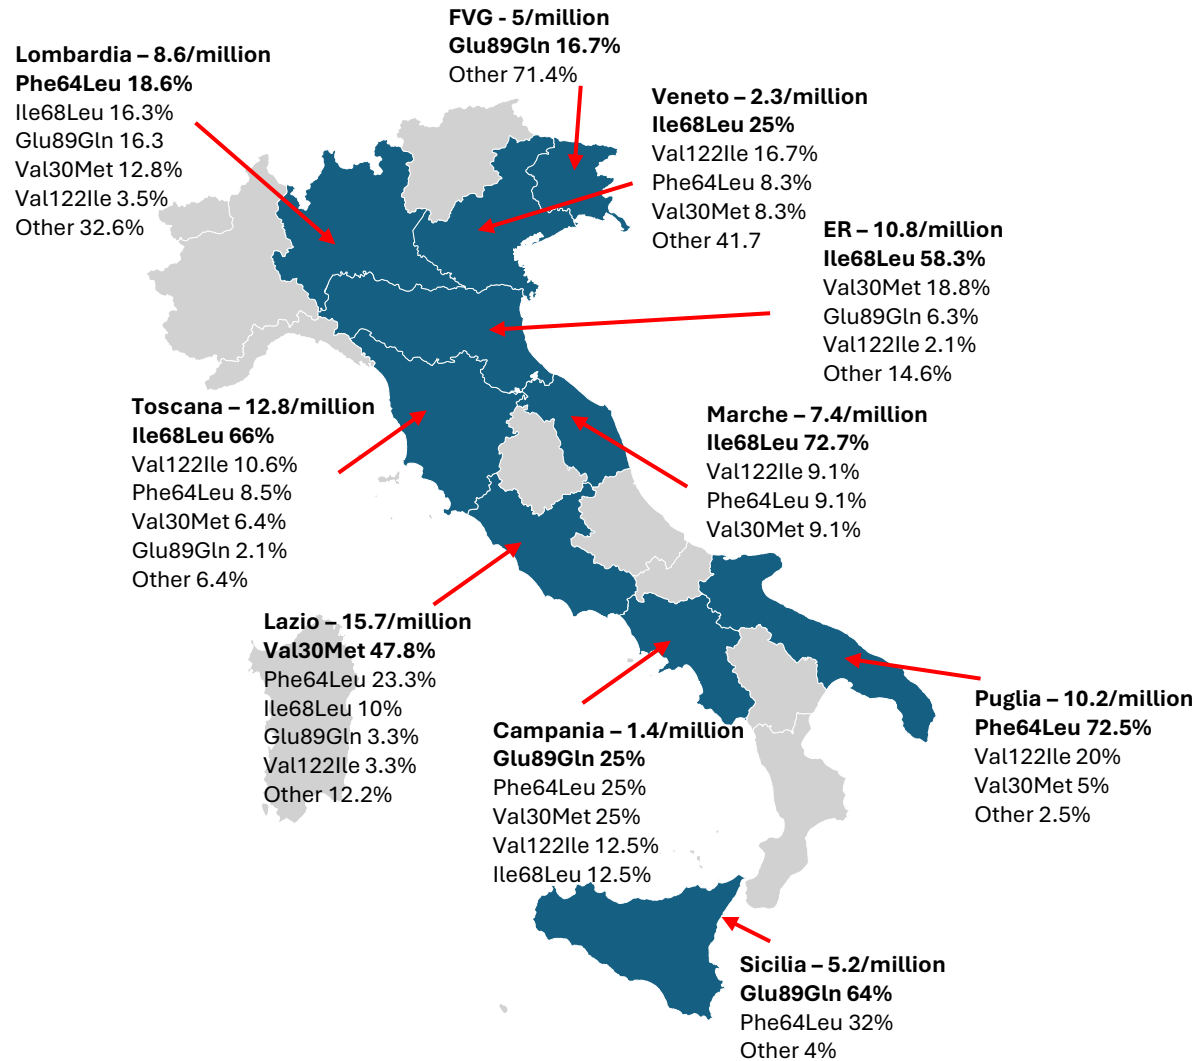 FVG - 5/million
Glu89Gln 16.7%
Other 71.4%
Lombardia – 8.6/million
Phe64Leu 18.6%
Ile68Leu 16.3%
Glu89Gln 16.3
Val30Met 12.8%
Val122Ile 3.5%
Other 32.6%
Veneto – 2.3/million
Ile68Leu 25%
Val122Ile 16.7%
Phe64Leu 8.3%
Val30Met 8.3%
Other 41.7
ER – 10.8/million
Ile68Leu 58.3%
Val30Met 18.8%
Glu89Gln 6.3%
Val122Ile 2.1%
Other 14.6%
Toscana – 12.8/million
Ile68Leu 66%
Val122Ile 10.6%
Phe64Leu 8.5%
Val30Met 6.4%
Glu89Gln 2.1%
Other 6.4%
Marche – 7.4/million
Ile68Leu 72.7%
Val122Ile 9.1%
Phe64Leu 9.1%
Val30Met 9.1%
Lazio – 15.7/million
Val30Met 47.8%
Phe64Leu 23.3%
Ile68Leu 10%
Glu89Gln 3.3%
Val122Ile 3.3%
Other 12.2%
Campania – 1.4/million
Glu89Gln 25%
Phe64Leu 25%
Val30Met 25%
Val122Ile 12.5%
Ile68Leu 12.5%
Puglia – 10.2/million
Phe64Leu 72.5%
Val122Ile 20%
Val30Met 5%
Other 2.5%
Sicilia – 5.2/million
Glu89Gln 64%
Phe64Leu 32%
Other 4%